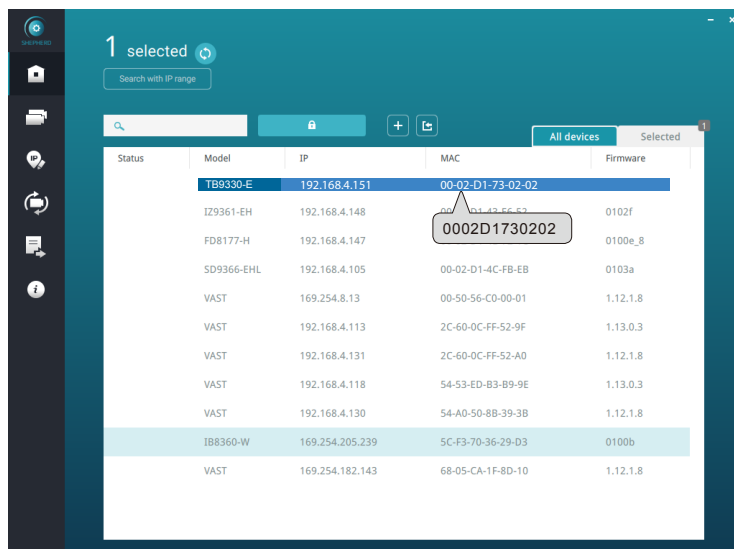 SHEPHERD
1 selected
Search with IP range
1
All devices Selected
Status Model IP MAC Firmware
TB9330-E 192.168.4.151 00-02-D1-73-02-02
IZ9361-EH 192.168.4.148 0102f
0002D1730202
FD8177-H 192.168.4.147 0100e_8
SD9366-EHL 192.168.4.105 00-02-D1-4C-FB-EB 0103a
VAST 169.254.8.13 00-50-56-C0-00-01 1.12.1.8
VAST 192.168.4.113 2C-60-0C-FF-52-9F 1.13.0.3
VAST 192.168.4.131 2C-60-0C-FF-52-A0 1.12.1.8
VAST 192.168.4.118 54-53-ED-B3-B9-9E 1.13.0.3
VAST 192.168.4.130 54-A0-50-8B-39-3B 1.12.1.8
IB8360-W 169.254.205.239 5C-F3-70-36-29-D3 0100b
VAST 169.254.182.143 68-05-CA-1F-8D-10 1.12.1.8
IP
i